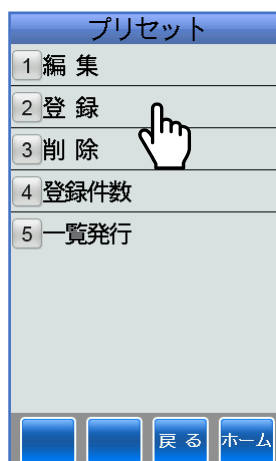 プリセット
1 編 集
2 登 録
3 削 除
4 登録件数
5 一覧発行
戻 る ホーム